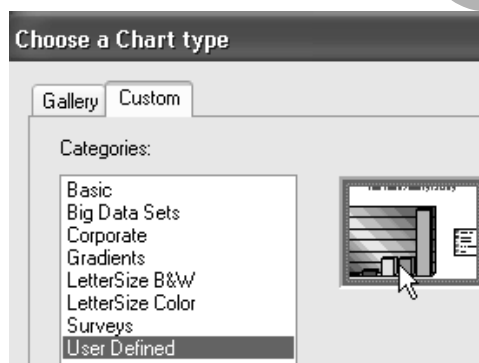 Choose a Chart type
Gallery Custom
Categories:
Basic
Big Data Sets
Corporate
Gradients
LetterSize B&W
LetterSize Color
Surveys
User Defined